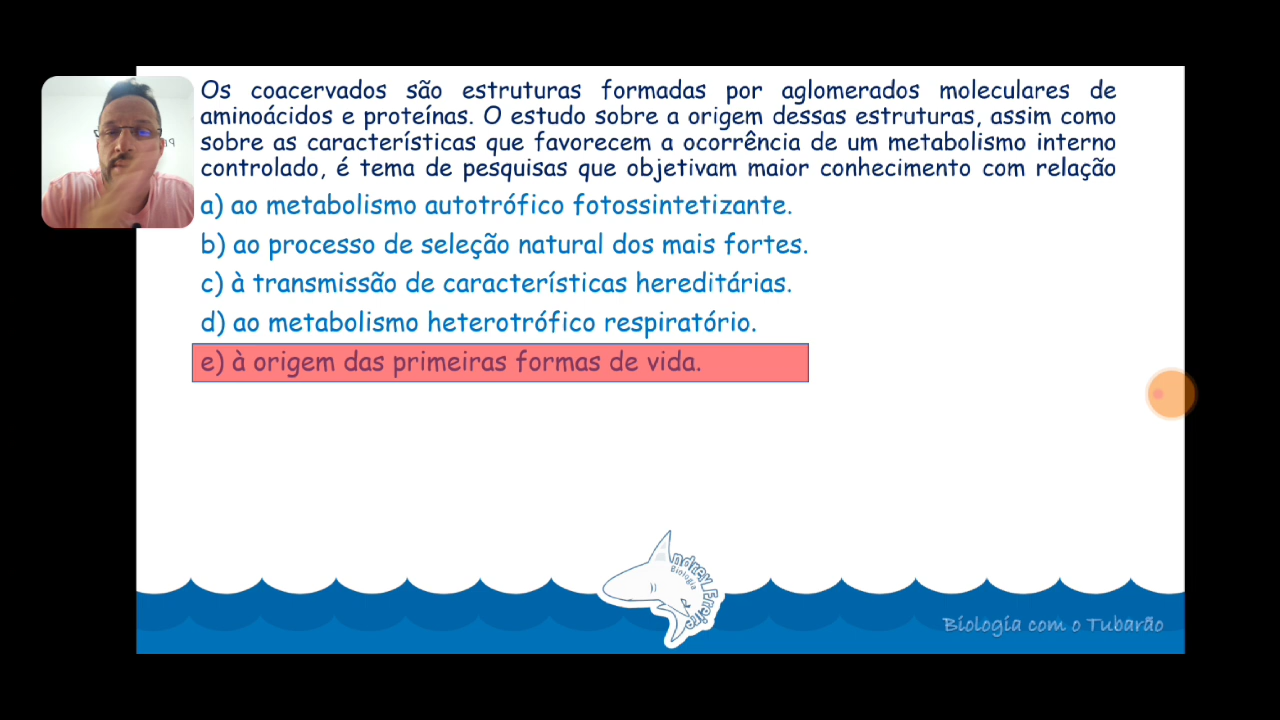 Os coacervados são estruturas formadas por aglomerados moleculares de
aminoácidos e proteínas. O estudo sobre a origem dessas estruturas, assim como
sobre as características que favorecem a ocorrência de um metabolismo interno
controlado, é tema de pesquisas que objetivam maior conhecimento com relação
a) ao metabolismo autotrófico fotossintetizante.
b) ao processo de seleção natural dos mais fortes.
c) à transmissão de características hereditárias.
d) ao metabolismo heterotrófico respiratório.
e) à origem das primeiras formas de vida.
Biologia
Biologia com o Tubarão